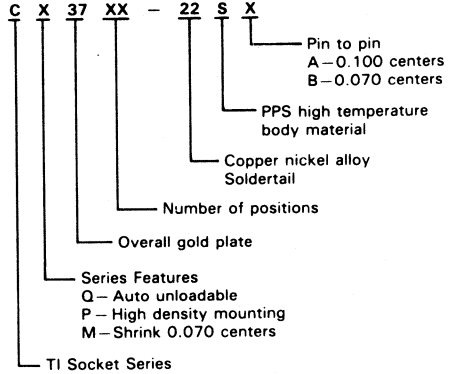 C X 37 XX – 22 S X
Pin to pin
A – 0.100 centers
B – 0.070 centers
PPS high temperature
body material
Copper nickel alloy
Soldertail
Number of positions
Overall gold plate
Series Features
Q – Auto unloadable
P – High density mounting
M – Shrink 0.070 centers
TI Socket Series